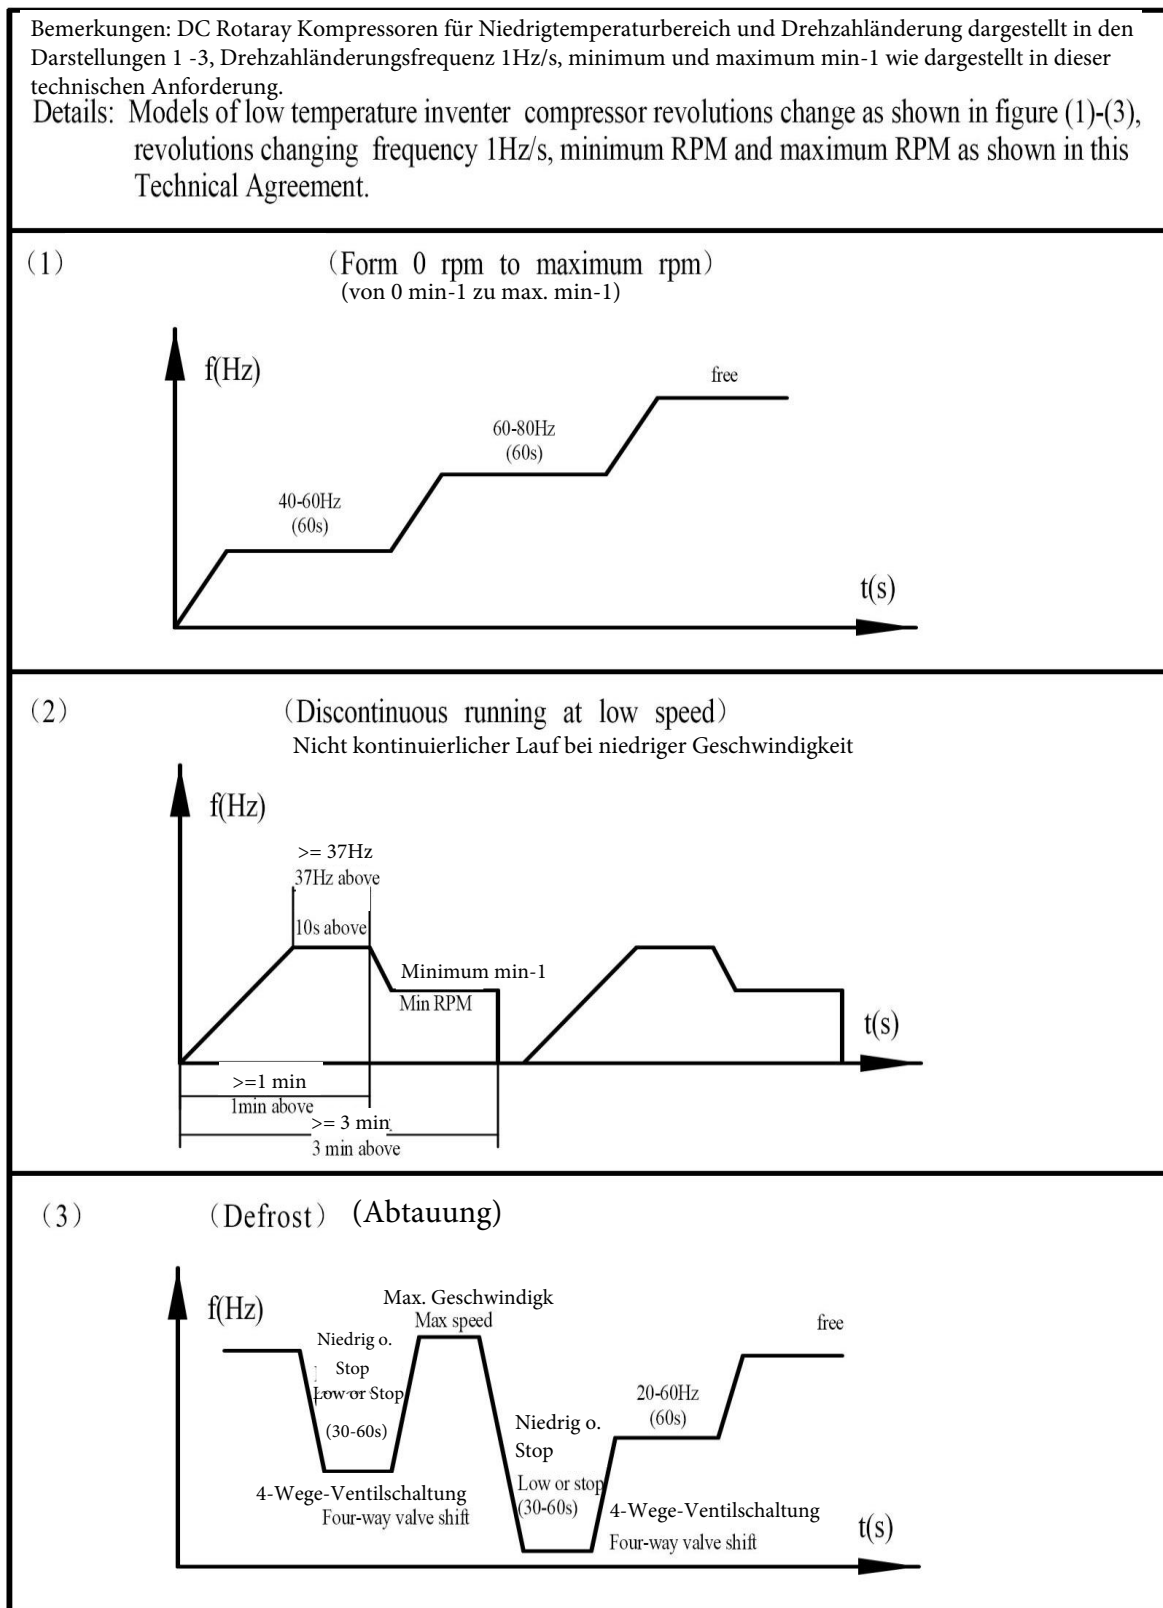 Bemerkungen: DC Rotaray Kompressoren für Niedrigtemperaturbereich und Drehzahländerung dargestellt in den
Darstellungen 1 -3, Drehzahländerungsfrequenz 1Hz/s, minimum und maximum min-1 wie dargestellt in dieser
technischen Anforderung.
Details: Models of low temperature inventer compressor revolutions change as shown in figure (1)-(3),
revolutions changing frequency 1Hz/s, minimum RPM and maximum RPM as shown in this
Technical Agreement.
(1)
(Form 0 rpm to maximum rpm)
(von 0 min-1 zu max. min-1)
f(Hz)
free
60-80Hz
(60s)
40-60Hz
(60s)
t(s)
(2)
(Discontinuous running at low speed)
Nicht kontinuierlicher Lauf bei niedriger Geschwindigkeit
f(Hz)
>= 37Hz
37Hz above
10s above
Minimum min-1
Min RPM
t(s)
>=1 min
1min above
>= 3 min
3 min above
(3)
(Defrost) (Abtauung)
f(Hz)
Max. Geschwindigk
Max speed
free
Niedrig o.
Stop
Low or Stop
(30-60s)
20-60Hz
(60s)
Niedrig o.
Stop
Low or stop
(30-60s)
4-Wege-Ventilschaltung
Four-way valve shift
4-Wege-Ventilschaltung
Four-way valve shift
t(s)